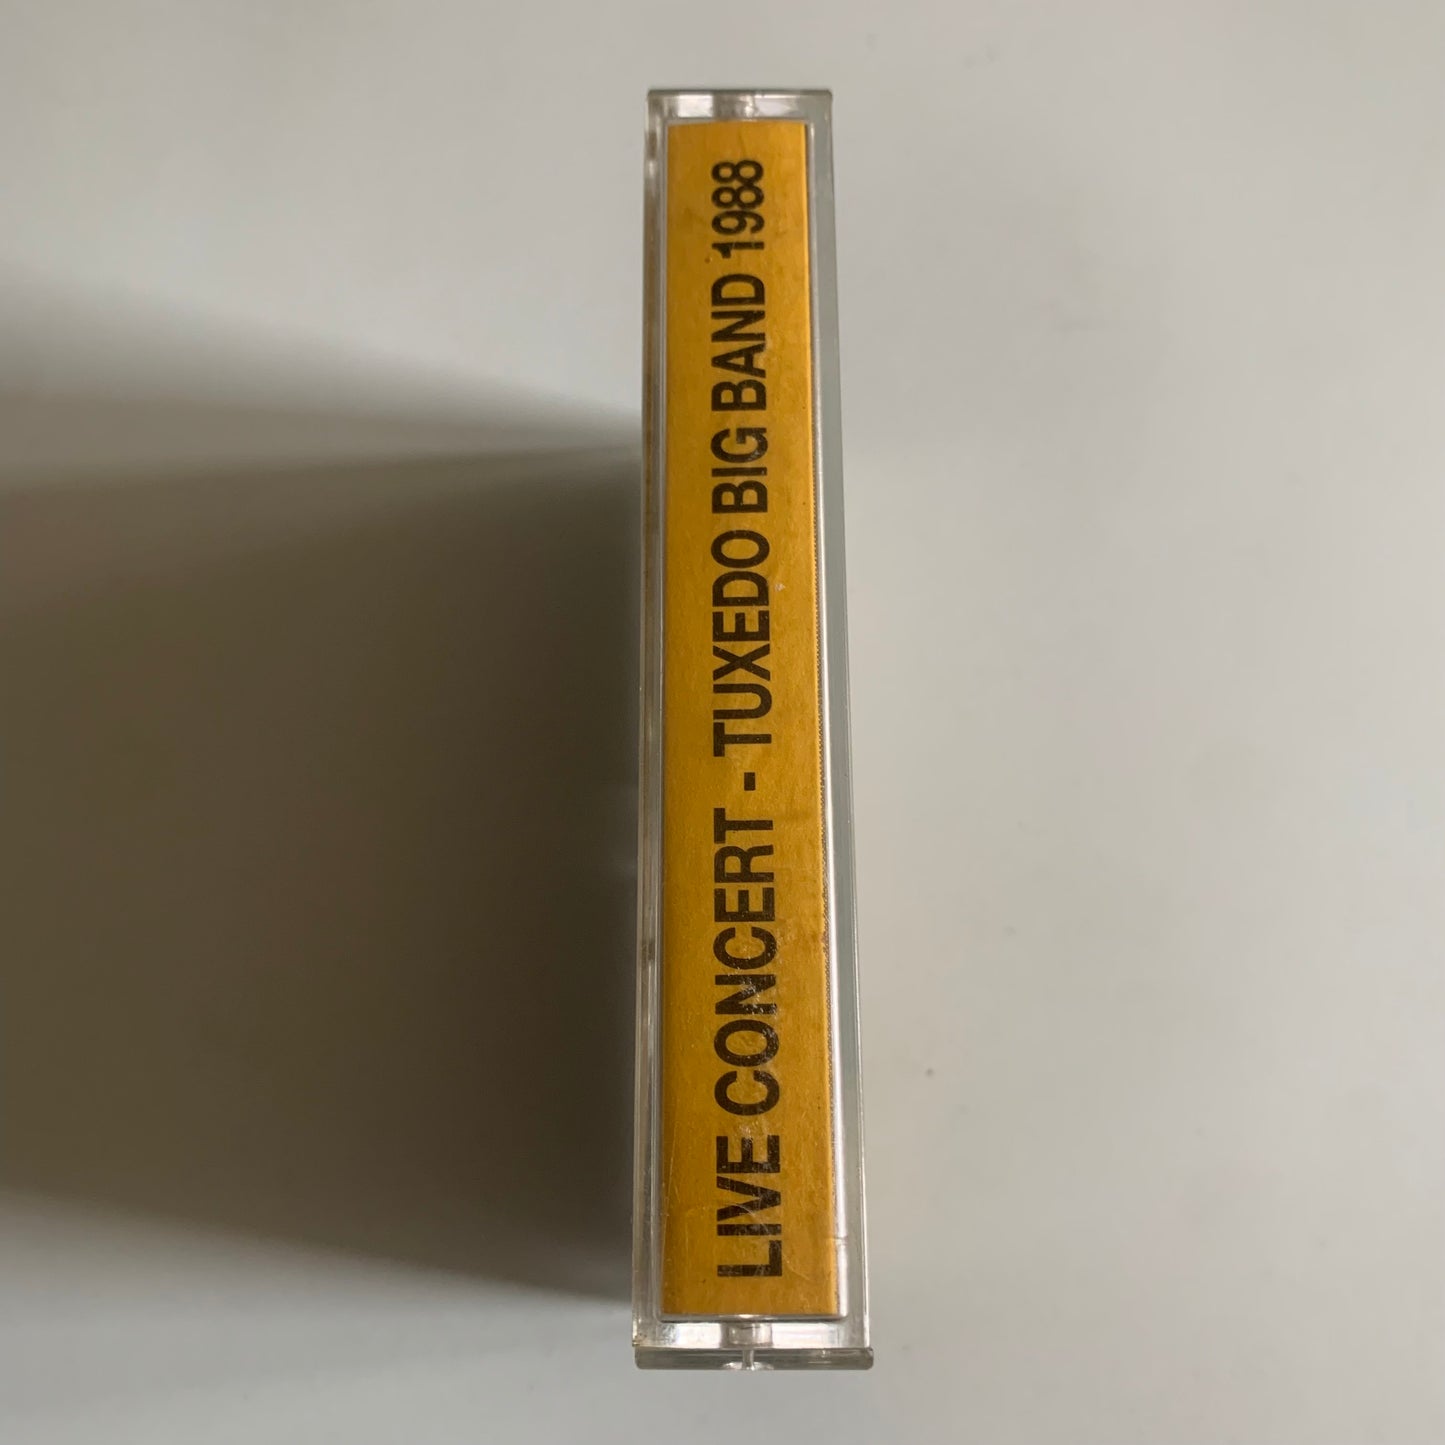 LIVE CONCERT - TUXEDO BIG BAND 1988